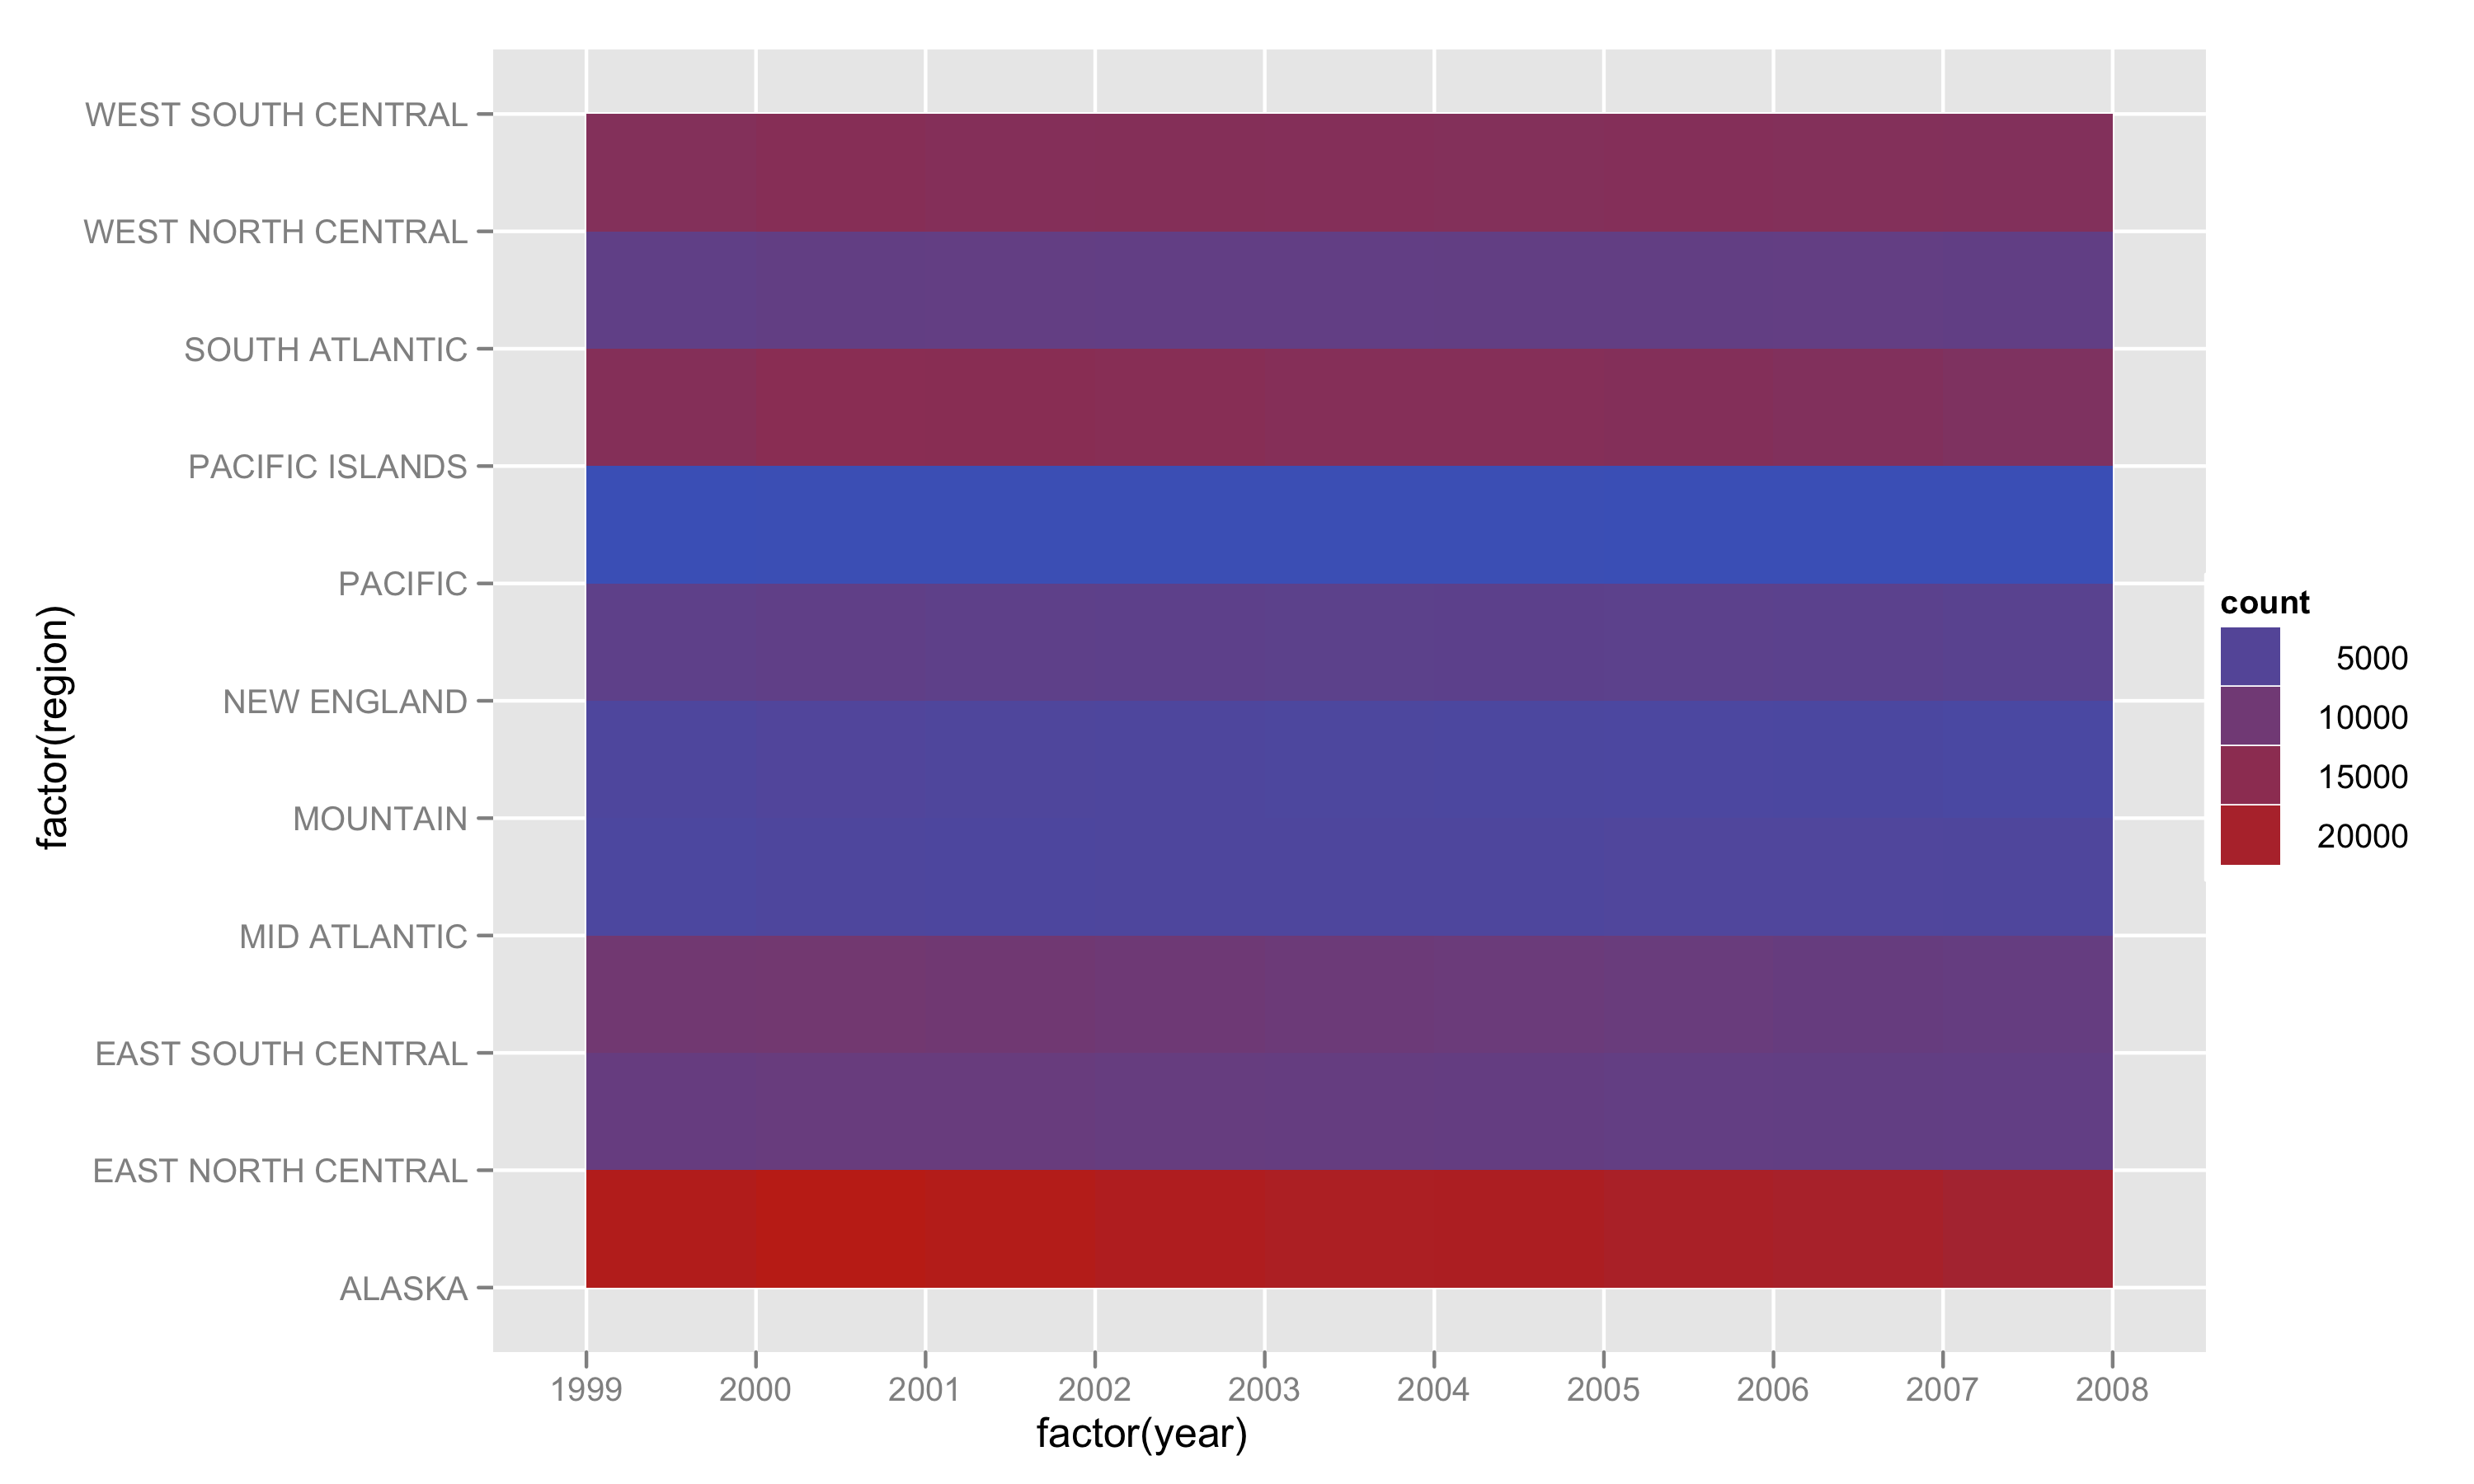 WEST SOUTH CENTRAL
WEST NORTH CENTRAL
SOUTH ATLANTIC
PACIFIC ISLANDS
PACIFIC
NEW ENGLAND
MOUNTAIN
MID ATLANTIC
EAST SOUTH CENTRAL
EAST NORTH CENTRAL
ALASKA
factor(region)
1999 2000 2001 2002 2003 2004 2005 2006 2007 2008
factor(year)
count
5000
10000
15000
20000